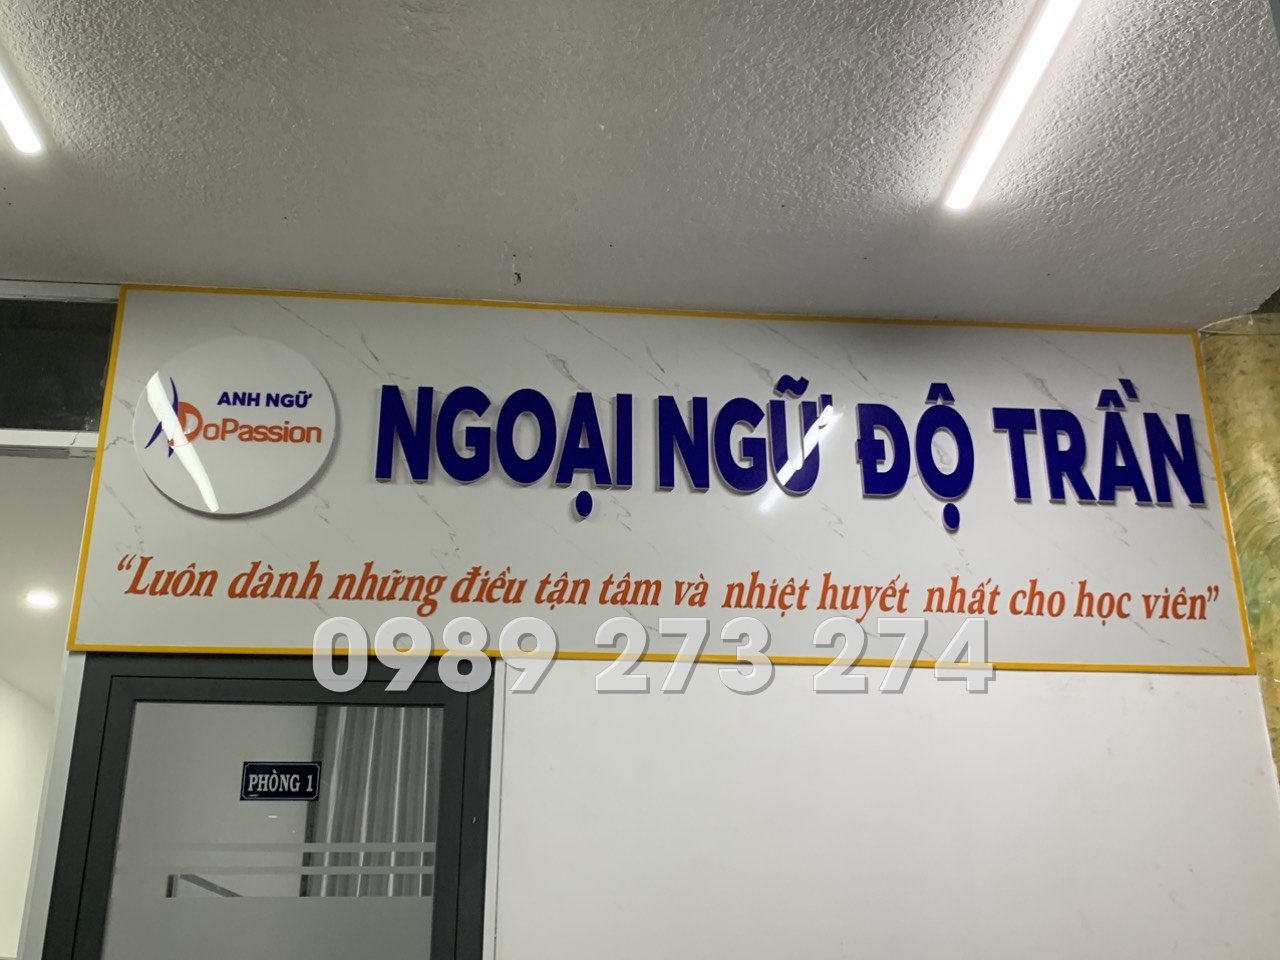 ANH NGỮ
DoPassion
NGOẠI NGỮ ĐỘ TRẦN
“Luôn dành những điều tận tâm và nhiệt huyết nhất cho học viên”
0989 273 274
PHÒNG 1